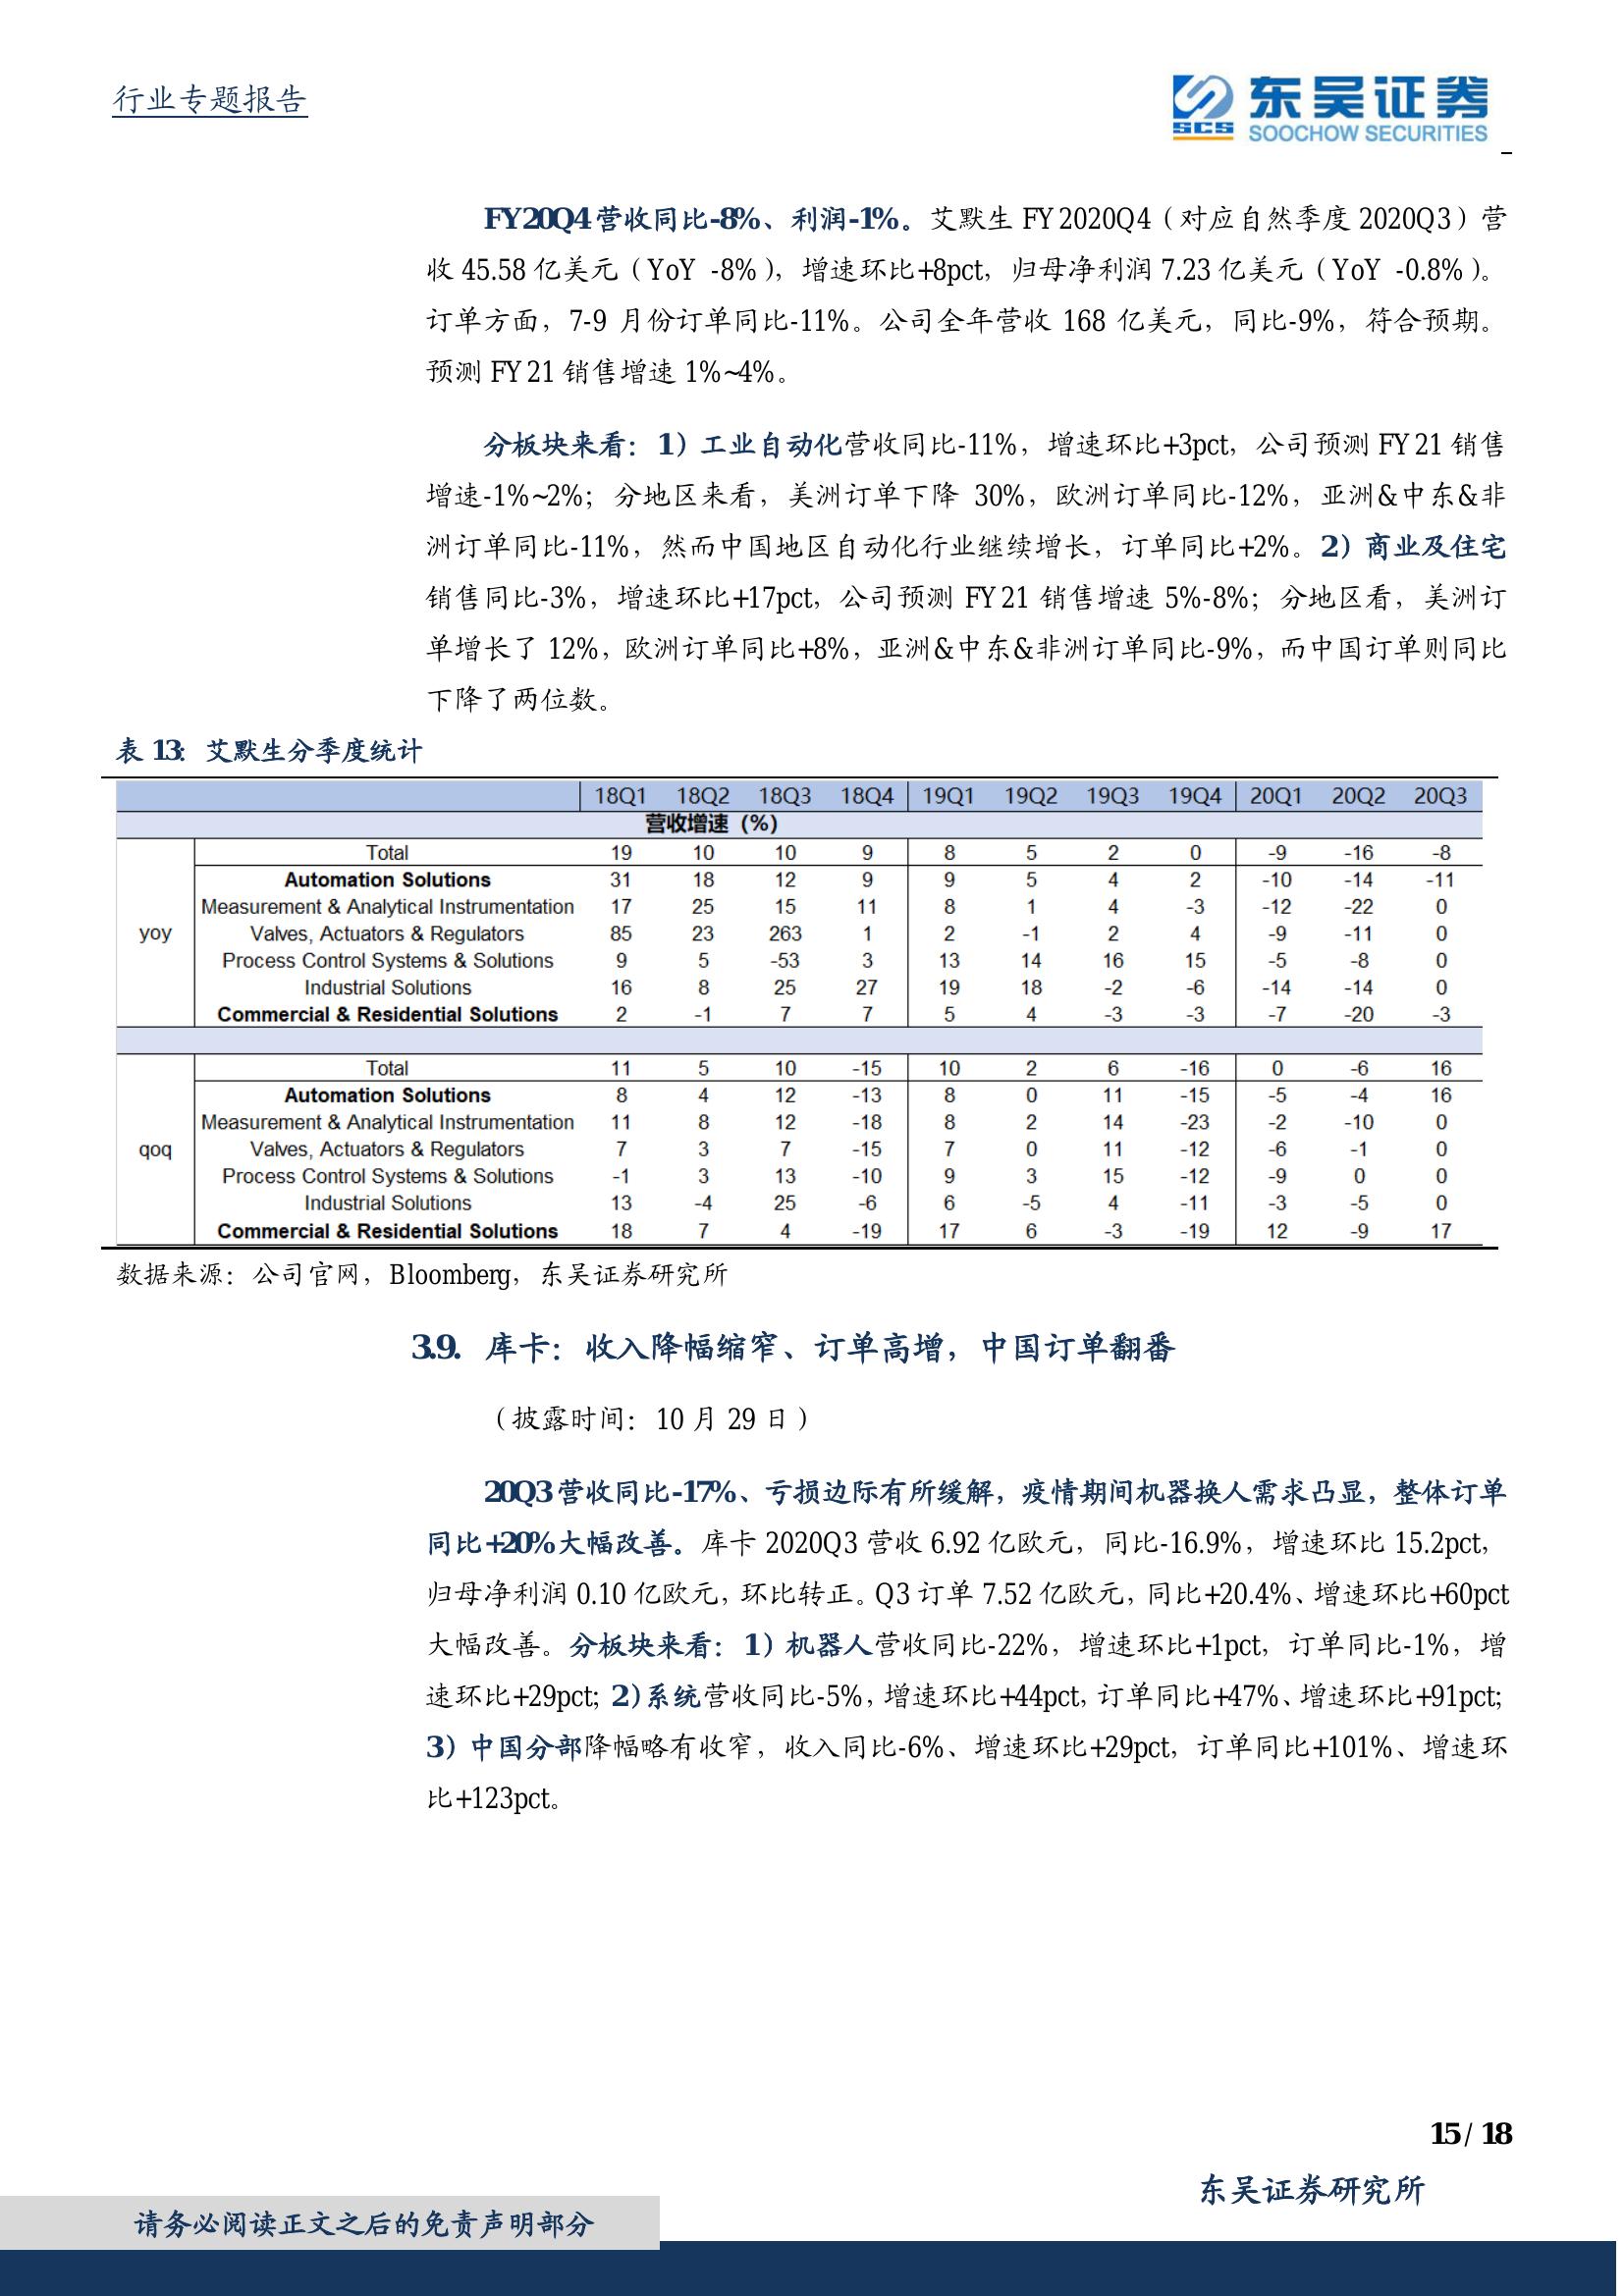 行业专题报告
东吴证券
SCS
SOOCHOW SECURITIES
FY20Q4 营收同比-8%、利润-1%。艾默生 FY2020Q4（对应自然季度 2020Q3）营
收 45.58 亿美元（YoY -8%），增速环比+8pct，归母净利润 7.23 亿美元（YoY -0.8%）。
订单方面，7-9 月份订单同比-11%。公司全年营收 168 亿美元，同比-9%，符合预期。
预测 FY21 销售增速 1%~4%。
分板块来看：1）工业自动化营收同比-11%，增速环比+3pct，公司预测 FY21 销售
增速-1%~2%；分地区来看，美洲订单下降 30%，欧洲订单同比-12%，亚洲&中东&非
洲订单同比-11%，然而中国地区自动化行业继续增长，订单同比+2%。2）商业及住宅
销售同比-3%，增速环比+17pct，公司预测 FY21 销售增速 5%-8%；分地区看，美洲订
单增长了 12%，欧洲订单同比+8%，亚洲&中东&非洲订单同比-9%，而中国订单则同比
下降了两位数。
表 13：艾默生分季度统计
18Q1 18Q2 18Q3 18Q4 19Q1 19Q2 19Q3 19Q4 20Q1 20Q2 20Q3
营收增速（%）
Total 19 10 10 9 8 5 2 0 -9 -16 -8
Automation Solutions 31 18 12 9 9 5 4 2 -10 -14 -11
Measurement & Analytical Instrumentation 17 25 15 11 8 1 4 -3 -12 -22 0
yoy Valves, Actuators & Regulators 85 23 263 1 2 -1 2 4 -9 -11 0
Process Control Systems & Solutions 9 5 -53 3 13 14 16 15 -5 -8 0
Industrial Solutions 16 8 25 27 19 18 -2 -6 -14 -14 0
Commercial & Residential Solutions 2 -1 7 7 5 4 -3 -3 -7 -20 -3
Total 11 5 10 -15 10 2 6 -16 0 -6 16
Automation Solutions 8 4 12 -13 8 0 11 -15 -5 -4 16
Measurement & Analytical Instrumentation 11 8 12 -18 8 2 14 -23 -2 -10 0
qoq Valves, Actuators & Regulators 7 3 7 -15 7 0 11 -12 -6 -1 0
Process Control Systems & Solutions -1 3 13 -10 9 3 15 -12 -9 0 0
Industrial Solutions 13 -4 25 -6 6 -5 4 -11 -3 -5 0
Commercial & Residential Solutions 18 7 4 -19 17 6 -3 -19 12 -9 17
数据来源：公司官网，Bloomberg，东吴证券研究所
3.9. 库卡：收入降幅缩窄、订单高增，中国订单翻番
（披露时间：10 月 29 日）
20Q3 营收同比-17%、亏损边际有所缓解，疫情期间机器换人需求凸显，整体订单
同比+20%大幅改善。库卡 2020Q3 营收 6.92 亿欧元，同比-16.9%，增速环比 15.2pct，
归母净利润 0.10 亿欧元，环比转正。Q3 订单 7.52 亿欧元，同比+20.4%、增速环比+60pct
大幅改善。分板块来看：1）机器人营收同比-22%，增速环比+1pct，订单同比-1%，增
速环比+29pct；2）系统营收同比-5%，增速环比+44pct，订单同比+47%、增速环比+91pct；
3）中国分部降幅略有收窄，收入同比-6%、增速环比+29pct，订单同比+101%、增速环
比+123pct。
15 / 18
东吴证券研究所
请务必阅读正文之后的免责声明部分